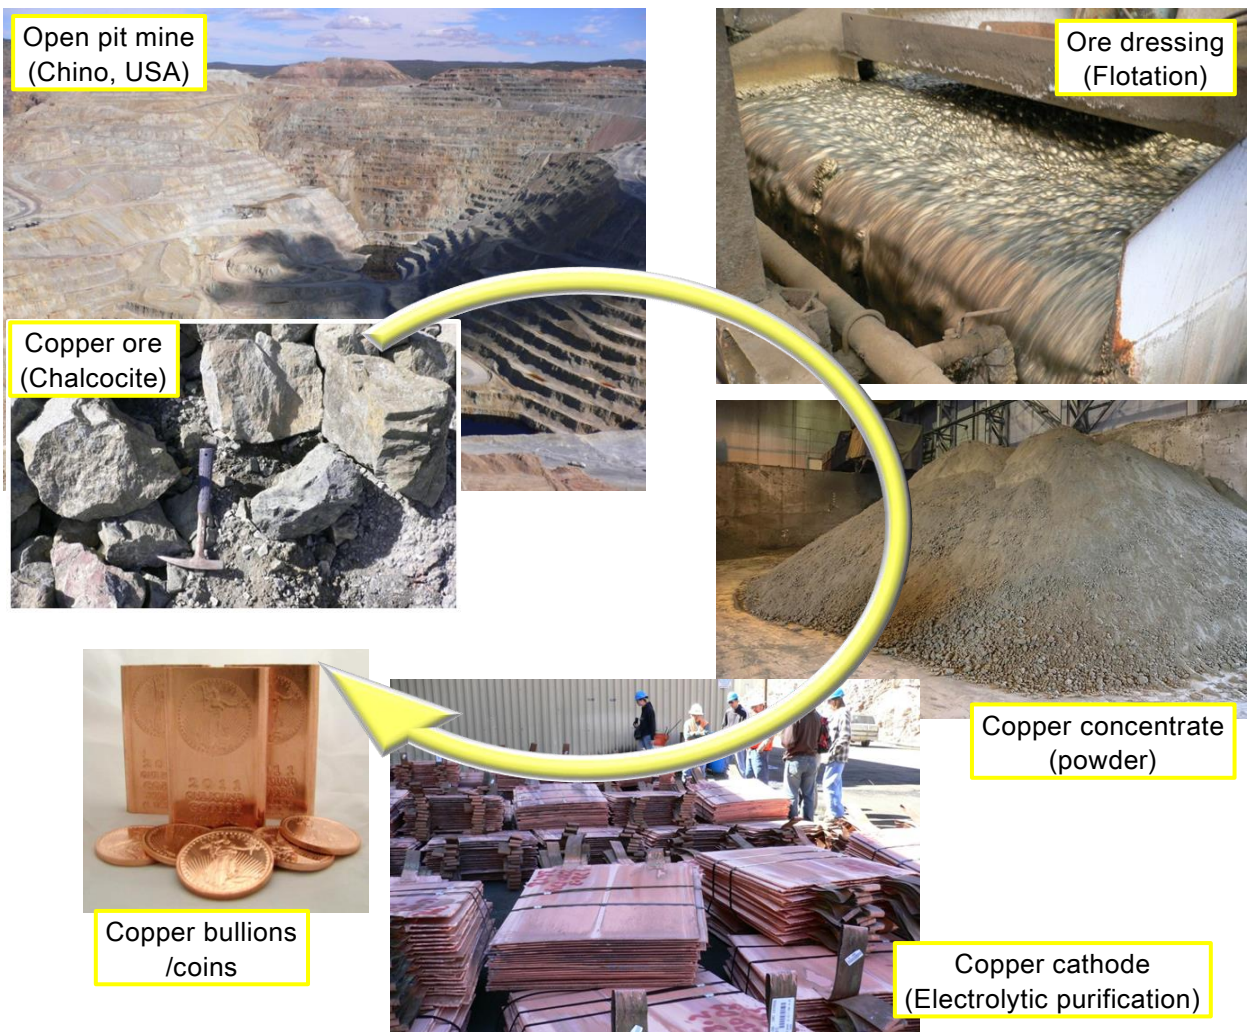 Open pit mine
(Chino, USA)
Ore dressing
(Flotation)
Copper ore
(Chalcocite)
Copper concentrate
(powder)
Copper bullions
/coins
Copper cathode
(Electrolytic purification)
2011